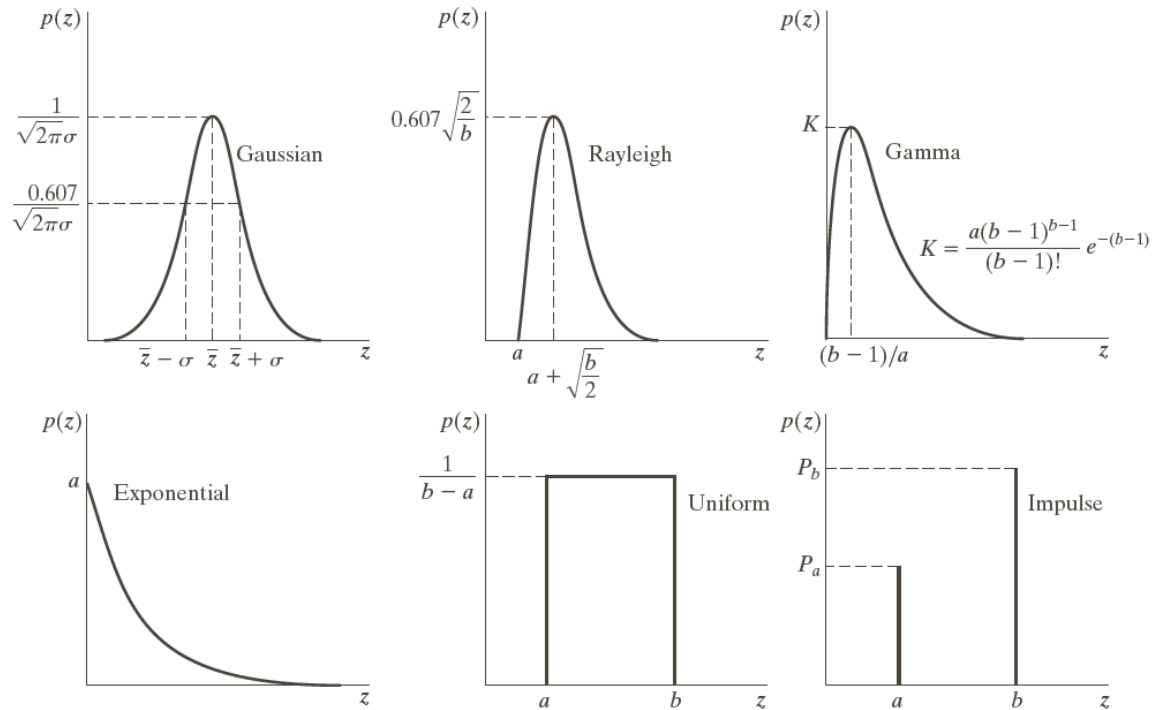 p(z)
1/√2πσ
0.607/√2πσ
Gaussian
z̄ − σ z̄ z̄ + σ z
p(z)
0.607√2/b
Rayleigh
a z
a + √b/2
p(z)
K
Gamma
K = a(b − 1)^{b−1}/(b − 1)! e^{−(b−1)}
(b − 1)/a z
p(z)
a
Exponential
z
p(z)
1/b − a
Uniform
a b z
p(z)
P_b
Impulse
P_a
a b z